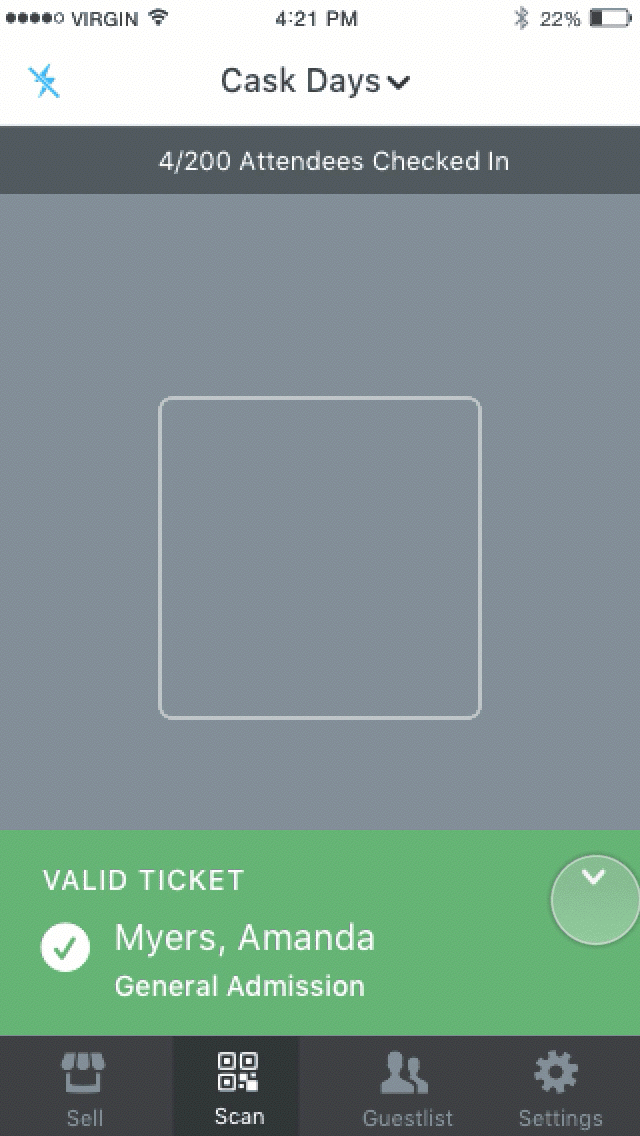 VIRGIN 4:21 PM 22%
Cask Days
4/200 Attendees Checked In
VALID TICKET
Myers, Amanda
General Admission
Sell Scan Guestlist Settings